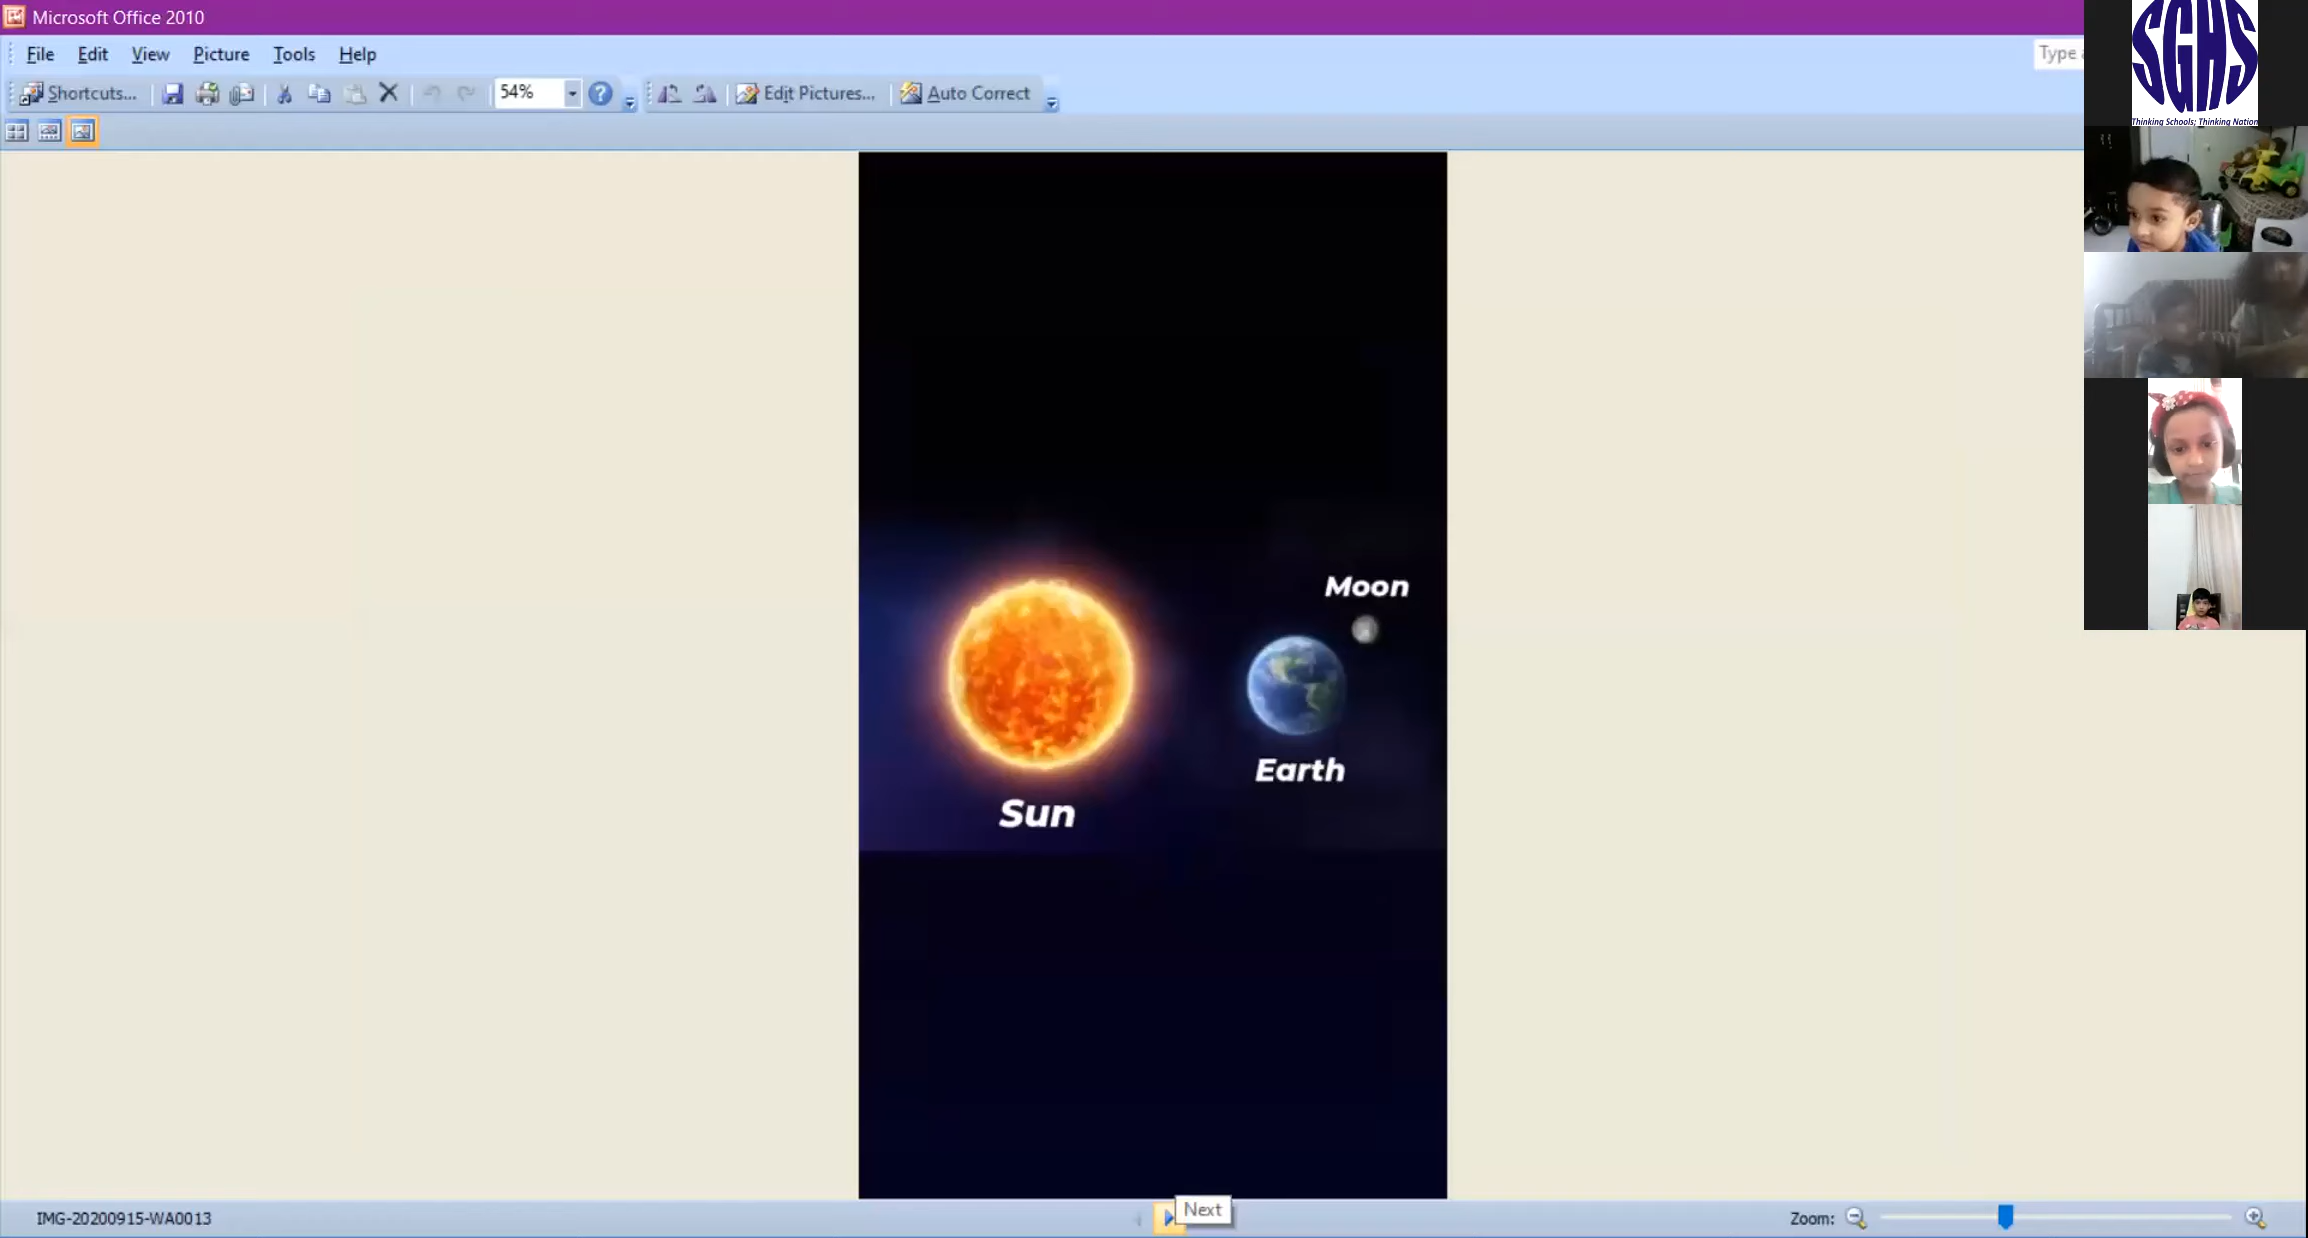 Microsoft Office 2010
File Edit View Picture Tools Help
Type
Shortcuts... 54% Edit Pictures... Auto Correct
SGHS
Thinking Schools; Thinking Nation
Moon
Earth
Sun
Next
IMG-20200915-WA0013
Zoom: